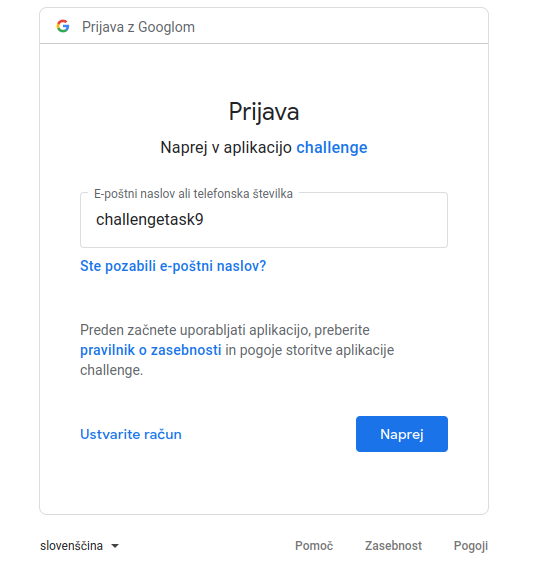 Prijava z Googlom
Prijava
Naprej v aplikacijo challenge
E-poštni naslov ali telefonska številka
challengetask9
Ste pozabili e-poštni naslov?
Preden začnete uporabljati aplikacijo, preberite
pravilnik o zasebnosti in pogoje storitve aplikacije
challenge.
Ustvarite račun
Naprej
slovenščina
Pomoč
Zasebnost
Pogoji